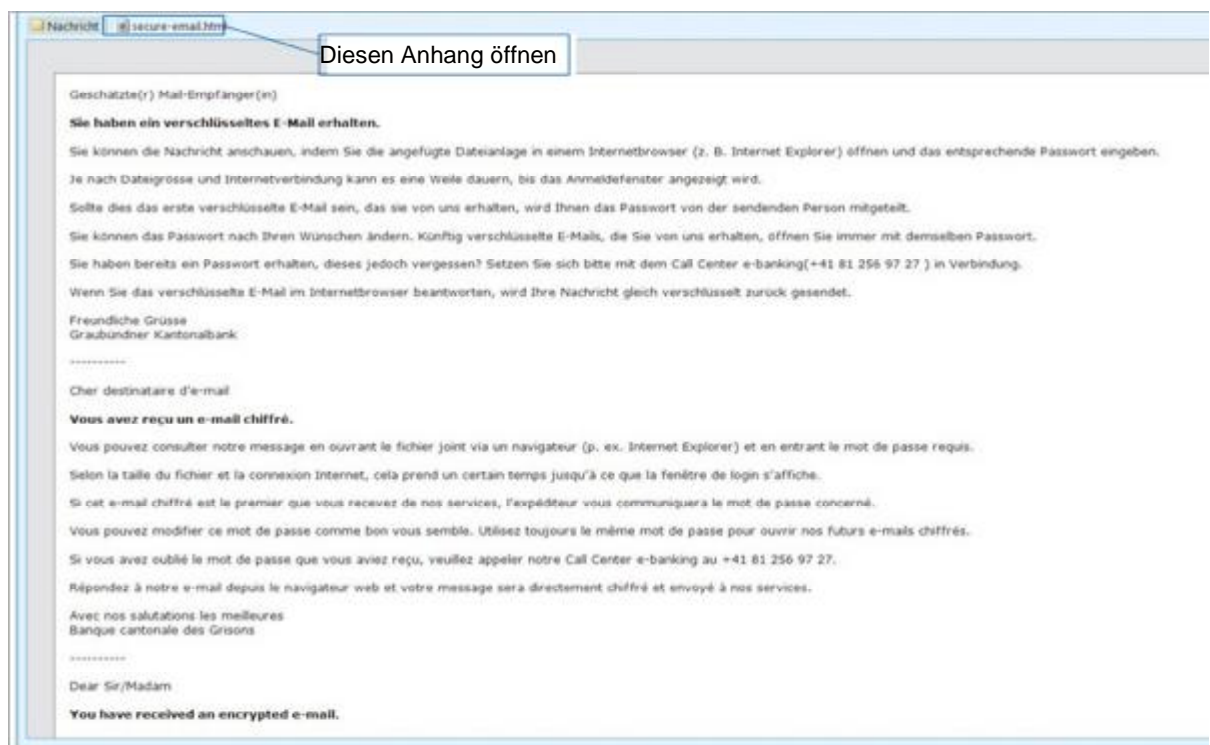 Nachricht secure-email.html
Diesen Anhang öffnen
Geschätzte(r) Mail-Empfänger(in)
Sie haben ein verschlüsseltes E-Mail erhalten.
Sie können die Nachricht anschauen, indem Sie die angefügte Dateianlage in einem Internetbrowser (z. B. Internet Explorer) öffnen und das entsprechende Passwort eingeben.
Je nach Dateigrösse und Internetverbindung kann es eine Weile dauern, bis das Anmeldefenster angezeigt wird.
Sollte dies das erste verschlüsselte E-Mail sein, das sie von uns erhalten, wird Ihnen das Passwort von der sendenden Person mitgeteilt.
Sie können das Passwort nach Ihren Wünschen ändern. Künftig verschlüsselte E-Mails, die Sie von uns erhalten, öffnen Sie immer mit demselben Passwort.
Sie haben bereits ein Passwort erhalten, dieses jedoch vergessen? Setzen Sie sich bitte mit dem Call Center e-banking(+41 81 256 97 27 ) in Verbindung.
Wenn Sie das verschlüsselte E-Mail im Internetbrowser beantworten, wird Ihre Nachricht gleich verschlüsselt zurück gesendet.
Freundliche Grüsse
Graubündner Kantonalbank
----------
Cher destinataire d'e-mail
Vous avez reçu un e-mail chiffré.
Vous pouvez consulter notre message en ouvrant le fichier joint via un navigateur (p. ex. Internet Explorer) et en entrant le mot de passe requis.
Selon la taille du fichier et la connexion Internet, cela prend un certain temps jusqu'à ce que la fenêtre de login s'affiche.
Si cet e-mail chiffré est le premier que vous recevez de nos services, l'expéditeur vous communiquera le mot de passe concerné.
Vous pouvez modifier ce mot de passe comme bon vous semble. Utilisez toujours le même mot de passe pour ouvrir nos futurs e-mails chiffrés.
Si vous avez oublié le mot de passe que vous aviez reçu, veuillez appeler notre Call Center e-banking au +41 81 256 97 27.
Répondez à notre e-mail depuis le navigateur web et votre message sera directement chiffré et envoyé à nos services.
Avec nos salutations les meilleures
Banque cantonale des Grisons
----------
Dear Sir/Madam
You have received an encrypted e-mail.